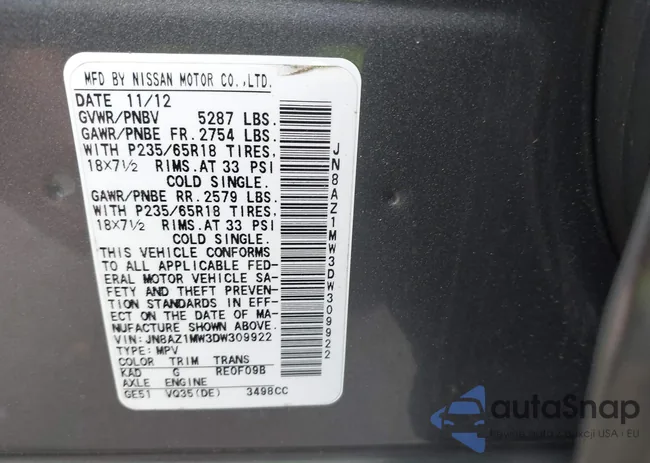 MFD BY NISSAN MOTOR CO.,LTD.
DATE 11/12
GVWR/PNBV 5287 LBS.
GAWR/PNBE FR. 2754 LBS.
WITH P235/65R18 TIRES,
18X7½ RIMS.AT 33 PSI
COLD SINGLE.
GAWR/PNBE RR. 2579 LBS.
WITH P235/65R18 TIRES,
18X7½ RIMS.AT 33 PSI
COLD SINGLE.
THIS VEHICLE CONFORMS
TO ALL APPLICABLE FED-
ERAL MOTOR VEHICLE SA-
FETY AND THEFT PREVEN-
TION STANDARDS IN EFF-
ECT ON THE DATE OF MA-
NUFACTURE SHOWN ABOVE.
VIN:JN8AZ1MW3DW309922
TYPE:MPV
COLOR TRIM TRANS
KAD G RE0F09B
AXLE ENGINE
GE51 VQ35(DE) 3498CC
JN8AZ1MW3DW309922
autoSnap
USA i EU